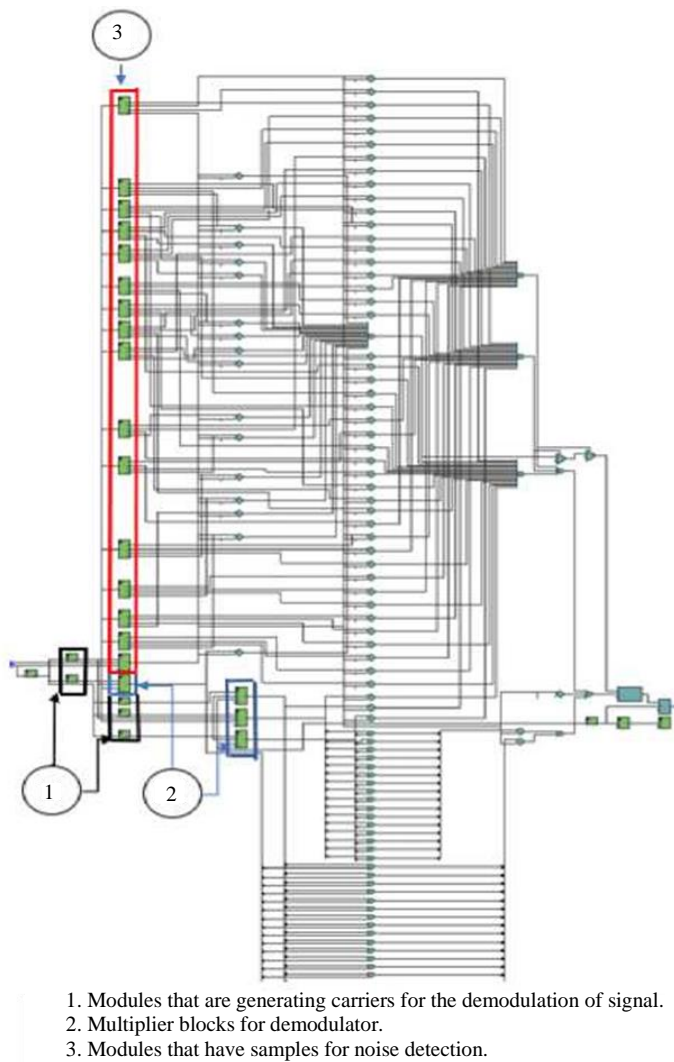 3
1
2
1. Modules that are generating carriers for the demodulation of signal.
2. Multiplier blocks for demodulator.
3. Modules that have samples for noise detection.